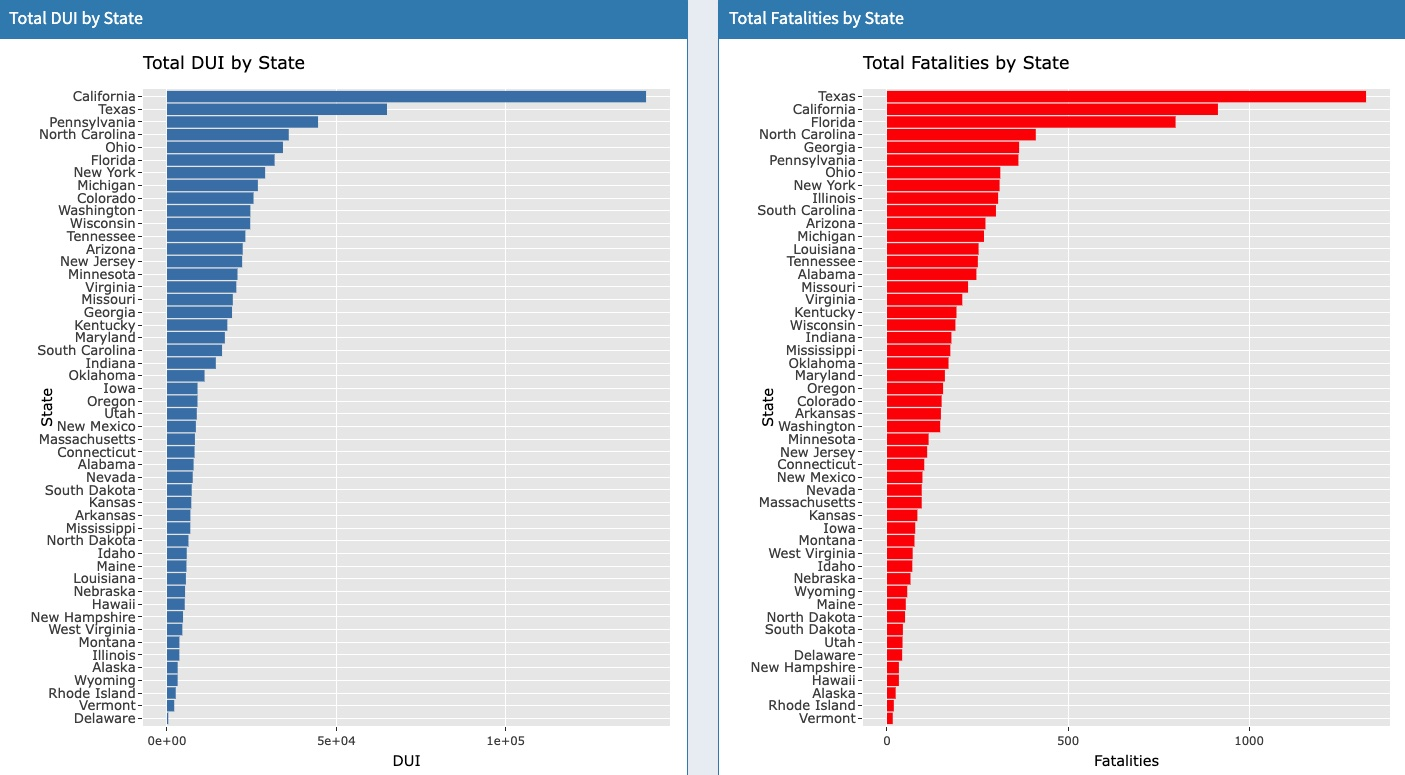 Total DUI by State
Total DUI by State
California
Texas
Pennsylvania
North Carolina
Ohio
Florida
New York
Michigan
Colorado
Washington
Wisconsin
Tennessee
Arizona
New Jersey
Minnesota
Virginia
Missouri
Georgia
Kentucky
Maryland
South Carolina
Indiana
Oklahoma
Iowa
Oregon
Utah
New Mexico
Massachusetts
Connecticut
Alabama
Nevada
South Dakota
Kansas
Arkansas
Mississippi
North Dakota
Idaho
Maine
Louisiana
Nebraska
Hawaii
New Hampshire
West Virginia
Montana
Illinois
Alaska
Wyoming
Rhode Island
Vermont
Delaware
State
0e+00 5e+04 1e+05
DUI
Total Fatalities by State
Total Fatalities by State
Texas
California
Florida
North Carolina
Georgia
Pennsylvania
Ohio
New York
Illinois
South Carolina
Arizona
Michigan
Louisiana
Tennessee
Alabama
Missouri
Virginia
Kentucky
Wisconsin
Indiana
Mississippi
Oklahoma
Maryland
Oregon
Colorado
Arkansas
Washington
Minnesota
New Jersey
Connecticut
New Mexico
Nevada
Massachusetts
Kansas
Iowa
Montana
West Virginia
Idaho
Nebraska
Wyoming
Maine
North Dakota
South Dakota
Utah
Delaware
New Hampshire
Hawaii
Alaska
Rhode Island
Vermont
State
0 500 1000
Fatalities